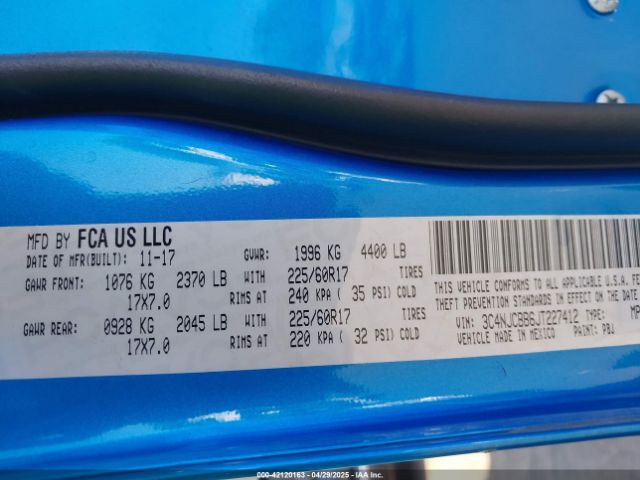 MFD BY FCA US LLC
DATE OF MFR(BUILT): 11-17 GVWR: 1996 KG 4400 LB
GAWR FRONT: 1076 KG 2370 LB WITH 225/60R17 TIRES
17X7.0 RIMS AT 240 KPA ( 35 PSI) COLD
GAWR REAR: 0928 KG 2045 LB WITH 225/60R17 TIRES
17X7.0 RIMS AT 220 KPA ( 32 PSI) COLD
THIS VEHICLE CONFORMS TO ALL APPLICABLE U.S.A. FE
THEFT PREVENTION STANDARDS IN EFFECT ON THE
VIN: 3C4NJCBB6JT227412 TYPE: MP
VEHICLE MADE IN MEXICO PAINT: PBJ
000-42120163 - 04/29/2025 - IAA Inc.